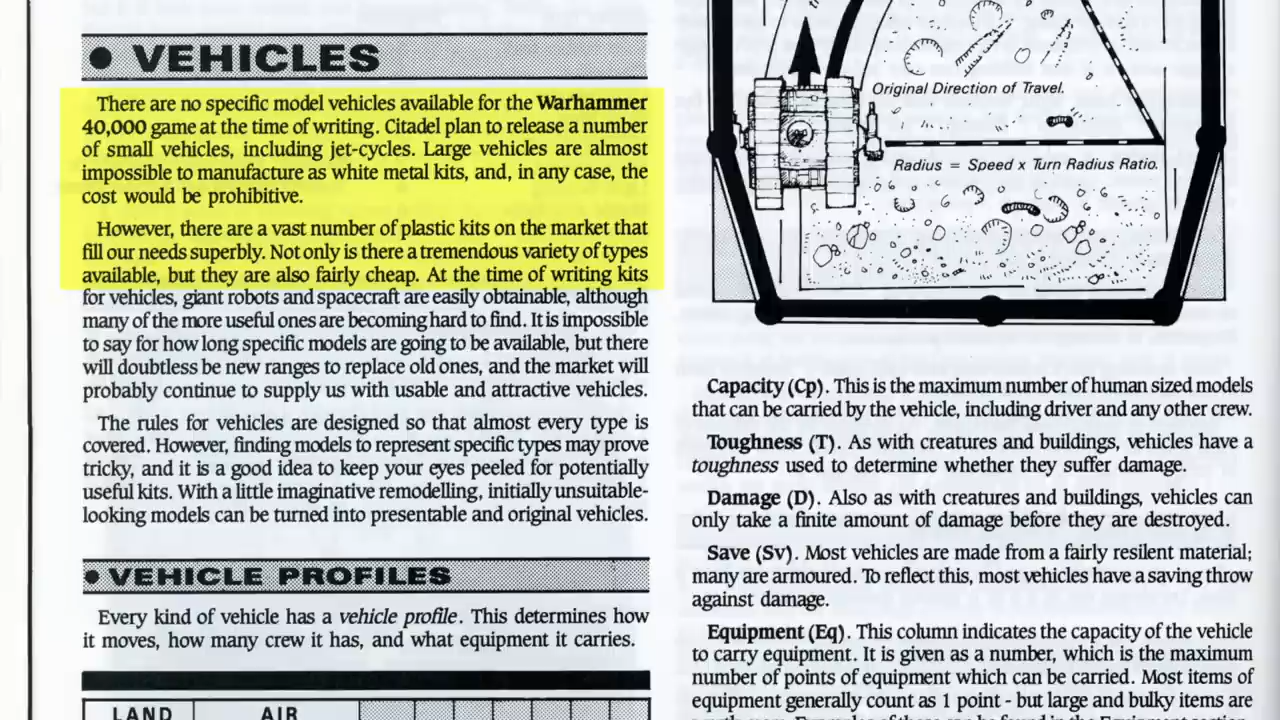 • VEHICLES
There are no specific model vehicles available for the Warhammer
40,000 game at the time of writing. Citadel plan to release a number
of small vehicles, including jet-cycles. Large vehicles are almost
impossible to manufacture as white metal kits, and, in any case, the
cost would be prohibitive.
However, there are a vast number of plastic kits on the market that
fill our needs superbly. Not only is there a tremendous variety of types
available, but they are also fairly cheap. At the time of writing kits
for vehicles, giant robots and spacecraft are easily obtainable, although
many of the more useful ones are becoming hard to find. It is impossible
to say for how long specific models are going to be available, but there
will doubtless be new ranges to replace old ones, and the market will
probably continue to supply us with usable and attractive vehicles.
The rules for vehicles are designed so that almost every type is
covered. However, finding models to represent specific types may prove
tricky, and it is a good idea to keep your eyes peeled for potentially
useful kits. With a little imaginative remodelling, initially unsuitable-
looking models can be turned into presentable and original vehicles.
• VEHICLE PROFILES
Every kind of vehicle has a vehicle profile. This determines how
it moves, how many crew it has, and what equipment it carries.
LAND AIR
Original Direction of Travel.
Radius = Speed x Turn Radius Ratio.
Capacity (Cp). This is the maximum number of human sized models
that can be carried by the vehicle, including driver and any other crew.
Toughness (T). As with creatures and buildings, vehicles have a
toughness used to determine whether they suffer damage.
Damage (D). Also as with creatures and buildings, vehicles can
only take a finite amount of damage before they are destroyed.
Save (Sv). Most vehicles are made from a fairly resilent material;
many are armoured. To reflect this, most vehicles have a saving throw
against damage.
Equipment (Eq). This column indicates the capacity of the vehicle
to carry equipment. It is given as a number, which is the maximum
number of points of equipment which can be carried. Most items of
equipment generally count as 1 point - but large and bulky items are